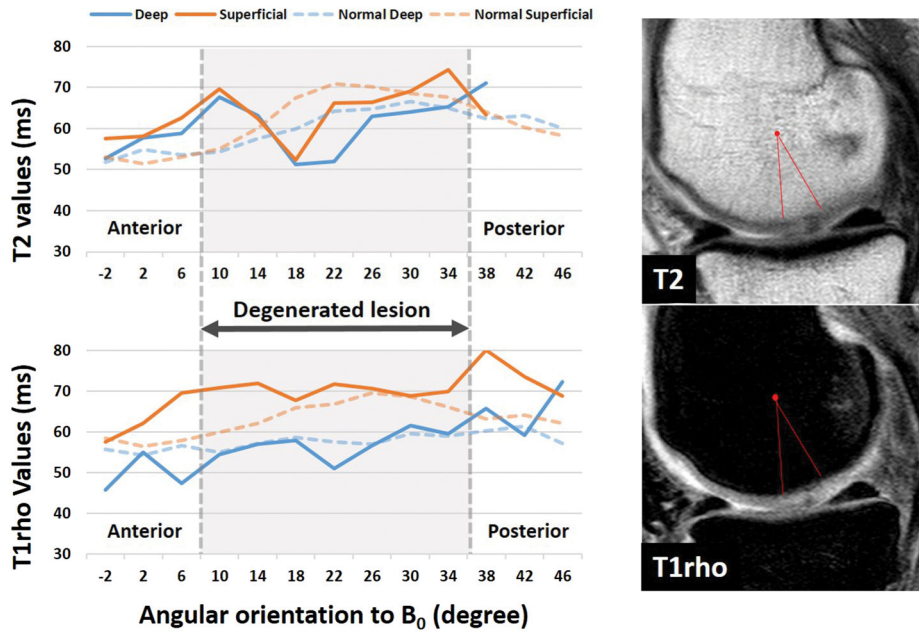 Deep Superficial Normal Deep Normal Superficial
80
70
60
50
40
30
T2 values (ms)
Anterior
Posterior
-2 2 6 10 14 18 22 26 30 34 38 42 46
Degenerated lesion
80
70
60
50
40
30
T1rho Values (ms)
Anterior
Posterior
-2 2 6 10 14 18 22 26 30 34 38 42 46
Angular orientation to B₀ (degree)
T2
T1rho